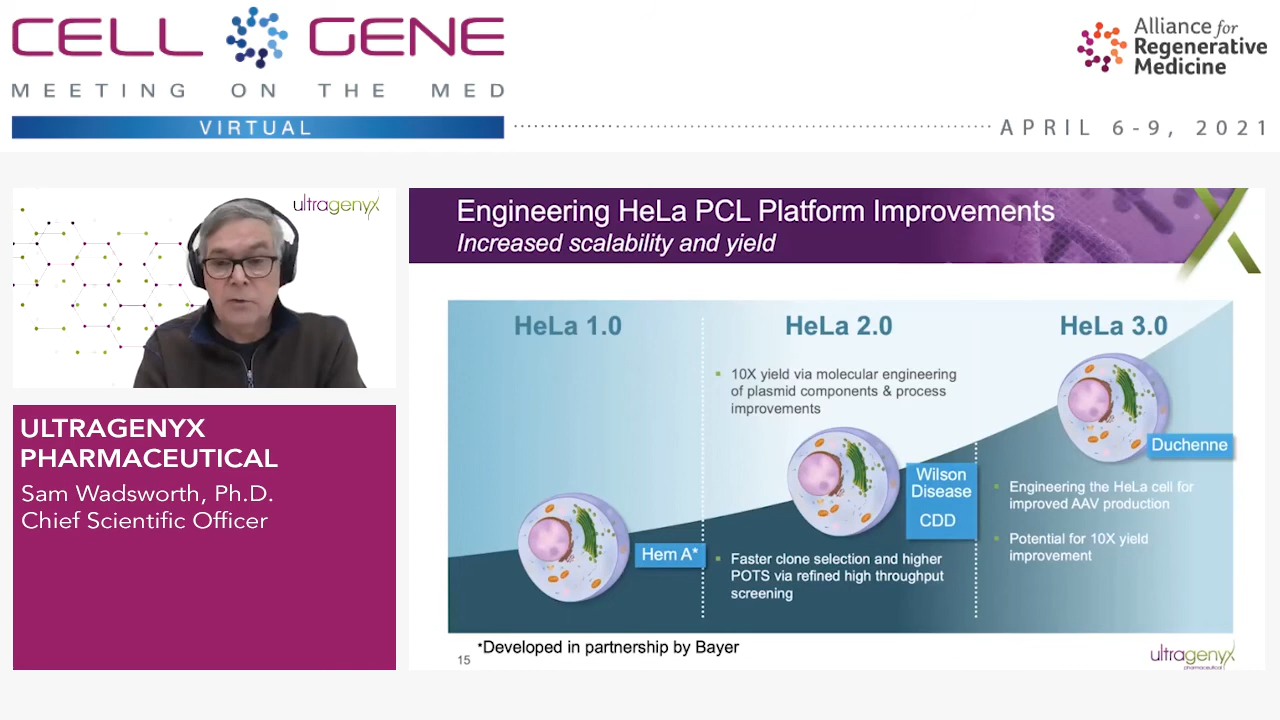 CELL GENE
MEETING ON THE MED
VIRTUAL
Alliance for
Regenerative
Medicine
APRIL 6-9, 2021
ultragenyx
ULTRAGENYX
PHARMACEUTICAL
Sam Wadsworth, Ph.D.
Chief Scientific Officer
Engineering HeLa PCL Platform Improvements
Increased scalability and yield
HeLa 1.0
Hem A*
HeLa 2.0
10X yield via molecular engineering
of plasmid components & process
improvements
Wilson
Disease
CDD
Faster clone selection and higher
POTS via refined high throughput
screening
HeLa 3.0
Duchenne
Engineering the HeLa cell for
improved AAV production
Potential for 10X yield
improvement
*Developed in partnership by Bayer
15
ultragenyx
pharmaceutical